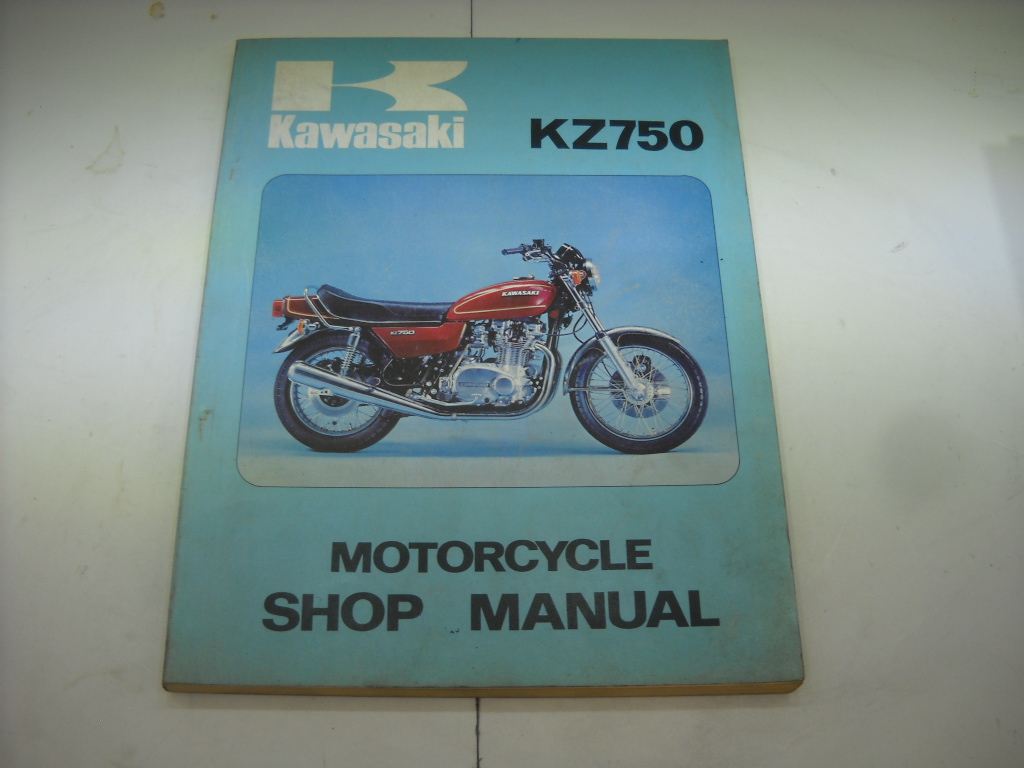 Kawasaki
KZ750
KAWASAKI
KZ750
MOTORCYCLE
SHOP MANUAL